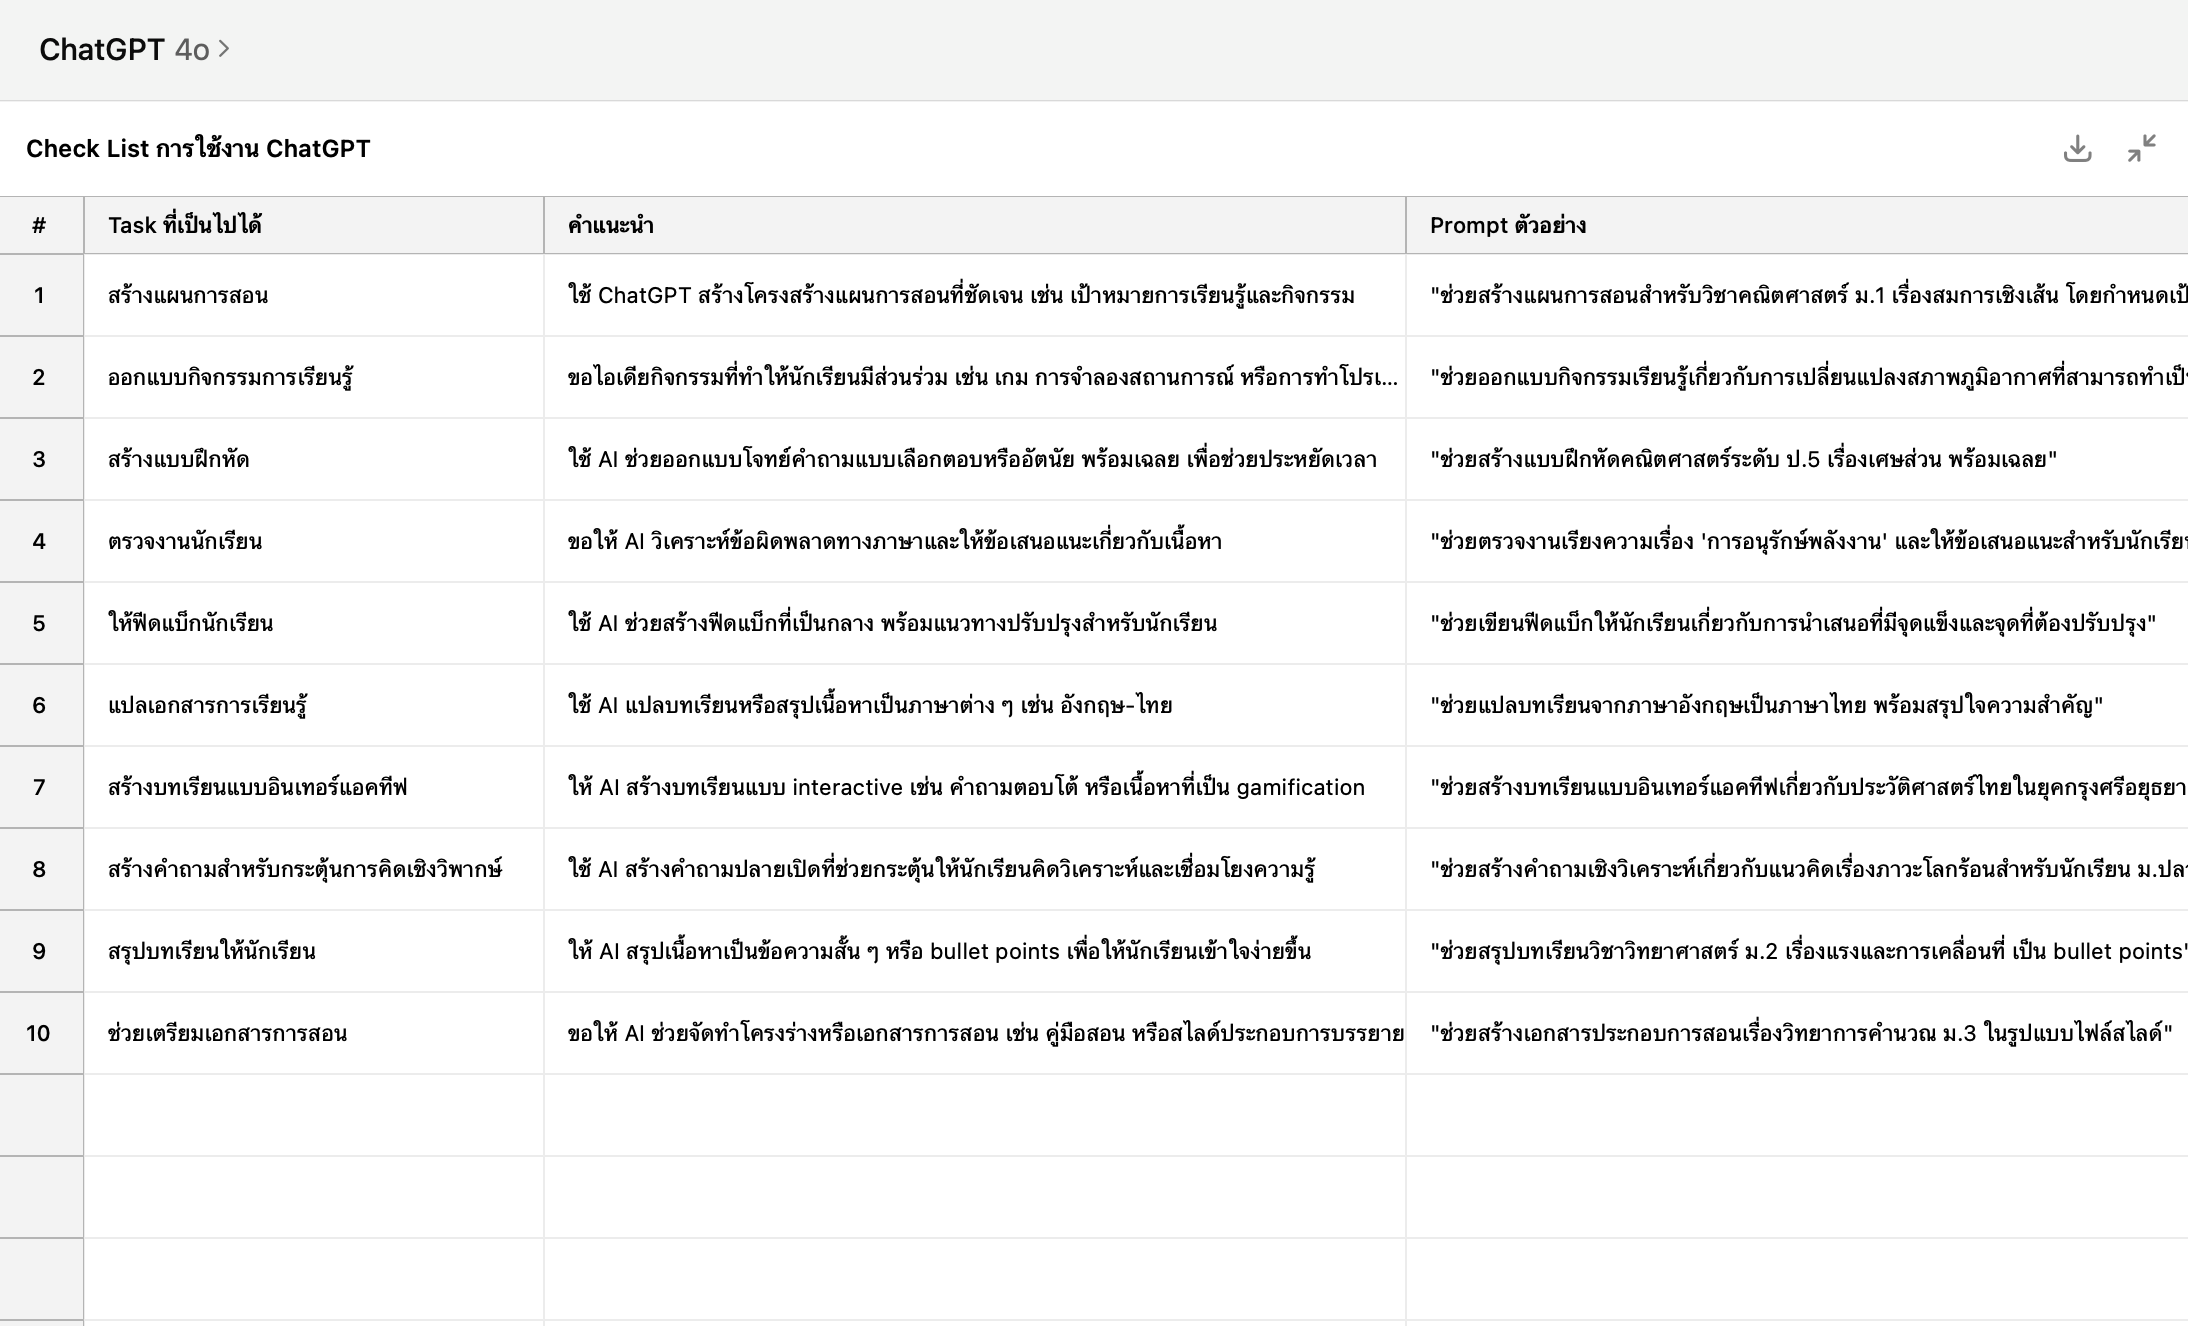 ChatGPT 4o >
Check List การใช้งาน ChatGPT
# Task ที่เป็นไปได้ คำแนะนำ Prompt ตัวอย่าง
1 สร้างแผนการสอน ใช้ ChatGPT สร้างโครงสร้างแผนการสอนที่ชัดเจน เช่น เป้าหมายการเรียนรู้และกิจกรรม "ช่วยสร้างแผนการสอนสำหรับวิชาคณิตศาสตร์ ม.1 เรื่องสมการเชิงเส้น โดยกำหนดเป้
2 ออกแบบกิจกรรมการเรียนรู้ ขอไอเดียกิจกรรมที่ทำให้นักเรียนมีส่วนร่วม เช่น เกม การจำลองสถานการณ์ หรือการทำโปรเ... "ช่วยออกแบบกิจกรรมเรียนรู้เกี่ยวกับการเปลี่ยนแปลงสภาพภูมิอากาศที่สามารถทำเป็
3 สร้างแบบฝึกหัด ใช้ AI ช่วยออกแบบโจทย์คำถามแบบเลือกตอบหรืออัตนัย พร้อมเฉลย เพื่อช่วยประหยัดเวลา "ช่วยสร้างแบบฝึกหัดคณิตศาสตร์ระดับ ป.5 เรื่องเศษส่วน พร้อมเฉลย"
4 ตรวจงานนักเรียน ขอให้ AI วิเคราะห์ข้อผิดพลาดทางภาษาและให้ข้อเสนอแนะเกี่ยวกับเนื้อหา "ช่วยตรวจงานเรียงความเรื่อง 'การอนุรักษ์พลังงาน' และให้ข้อเสนอแนะสำหรับนักเรีย
5 ให้ฟีดแบ็กนักเรียน ใช้ AI ช่วยสร้างฟีดแบ็กที่เป็นกลาง พร้อมแนวทางปรับปรุงสำหรับนักเรียน "ช่วยเขียนฟีดแบ็กให้นักเรียนเกี่ยวกับการนำเสนอที่มีจุดแข็งและจุดที่ต้องปรับปรุง"
6 แปลเอกสารการเรียนรู้ ใช้ AI แปลบทเรียนหรือสรุปเนื้อหาเป็นภาษาต่าง ๆ เช่น อังกฤษ-ไทย "ช่วยแปลบทเรียนจากภาษาอังกฤษเป็นภาษาไทย พร้อมสรุปใจความสำคัญ"
7 สร้างบทเรียนแบบอินเทอร์แอคทีฟ ให้ AI สร้างบทเรียนแบบ interactive เช่น คำถามตอบโต้ หรือเนื้อหาที่เป็น gamification "ช่วยสร้างบทเรียนแบบอินเทอร์แอคทีฟเกี่ยวกับประวัติศาสตร์ไทยในยุคกรุงศรีอยุธยา
8 สร้างคำถามสำหรับกระตุ้นการคิดเชิงวิพากษ์ ใช้ AI สร้างคำถามปลายเปิดที่ช่วยกระตุ้นให้นักเรียนคิดวิเคราะห์และเชื่อมโยงความรู้ "ช่วยสร้างคำถามเชิงวิเคราะห์เกี่ยวกับแนวคิดเรื่องภาวะโลกร้อนสำหรับนักเรียน ม.ปลา
9 สรุปบทเรียนให้นักเรียน ให้ AI สรุปเนื้อหาเป็นข้อความสั้น ๆ หรือ bullet points เพื่อให้นักเรียนเข้าใจง่ายขึ้น "ช่วยสรุปบทเรียนวิชาวิทยาศาสตร์ ม.2 เรื่องแรงและการเคลื่อนที่ เป็น bullet points"
10 ช่วยเตรียมเอกสารการสอน ขอให้ AI ช่วยจัดทำโครงร่างหรือเอกสารการสอน เช่น คู่มือสอน หรือสไลด์ประกอบการบรรยาย "ช่วยสร้างเอกสารประกอบการสอนเรื่องวิทยาการคำนวณ ม.3 ในรูปแบบไฟล์สไลด์"